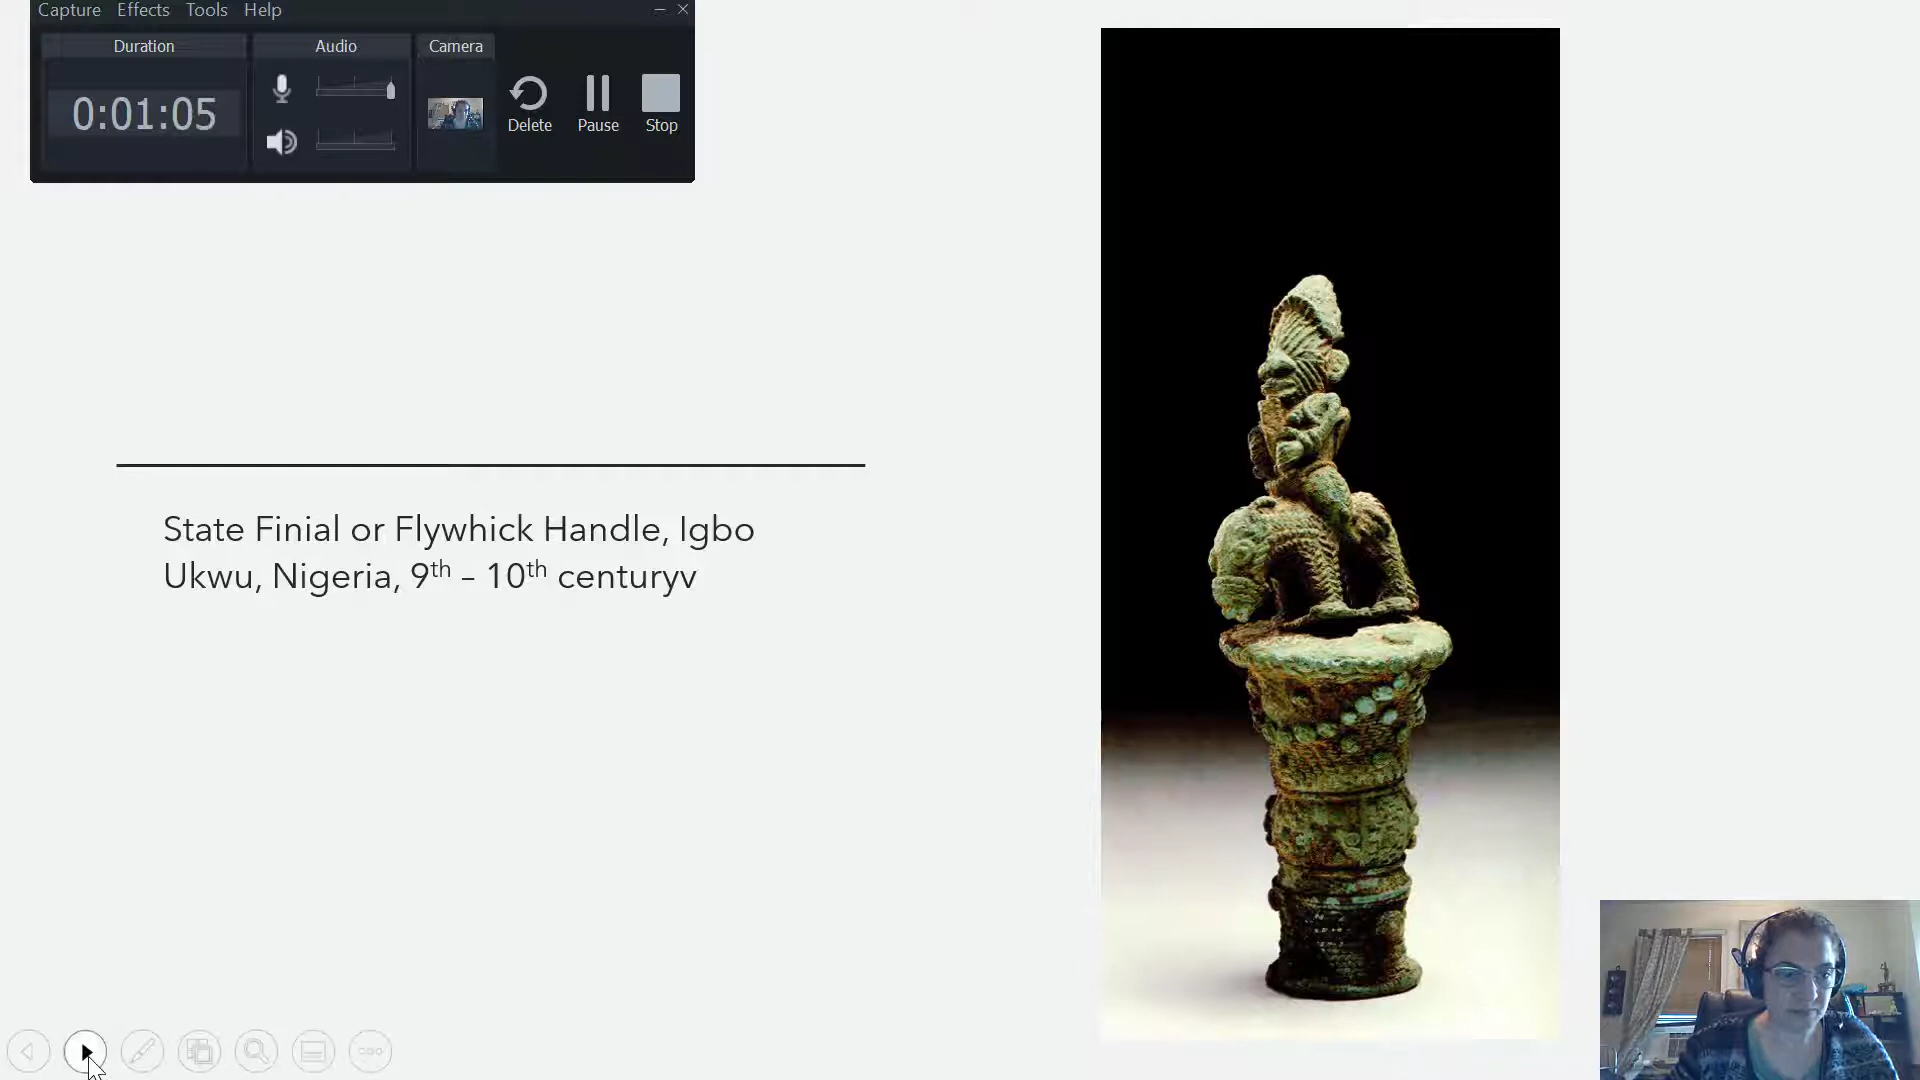 Capture Effects Tools Help
Duration Audio Camera
0:01:05
Delete Pause Stop
State Finial or Flywhick Handle, Igbo
Ukwu, Nigeria, 9th – 10th centuryv